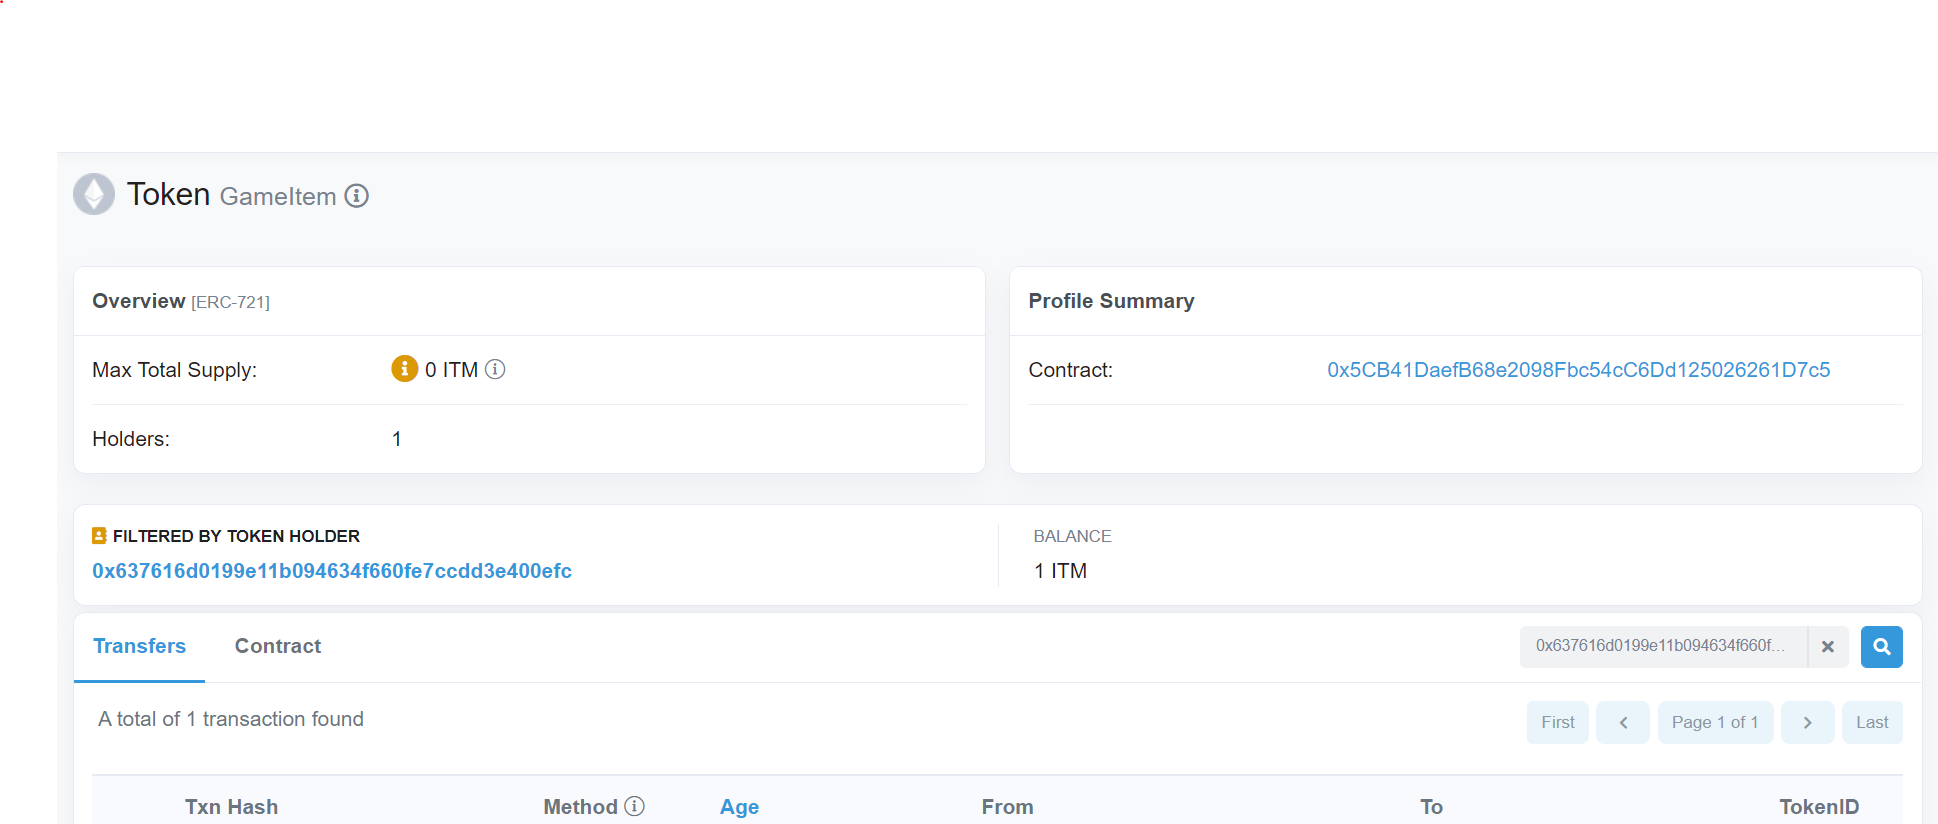 Token GameItem
Overview [ERC-721]
Profile Summary
Max Total Supply: 0 ITM
Contract: 0x5CB41DaefB68e2098Fbc54cC6Dd125026261D7c5
Holders: 1
FILTERED BY TOKEN HOLDER
0x637616d0199e11b094634f660fe7ccdd3e400efc
BALANCE
1 ITM
Transfers Contract
0x637616d0199e11b094634f660f...
A total of 1 transaction found
First Page 1 of 1 Last
Txn Hash Method Age From To TokenID